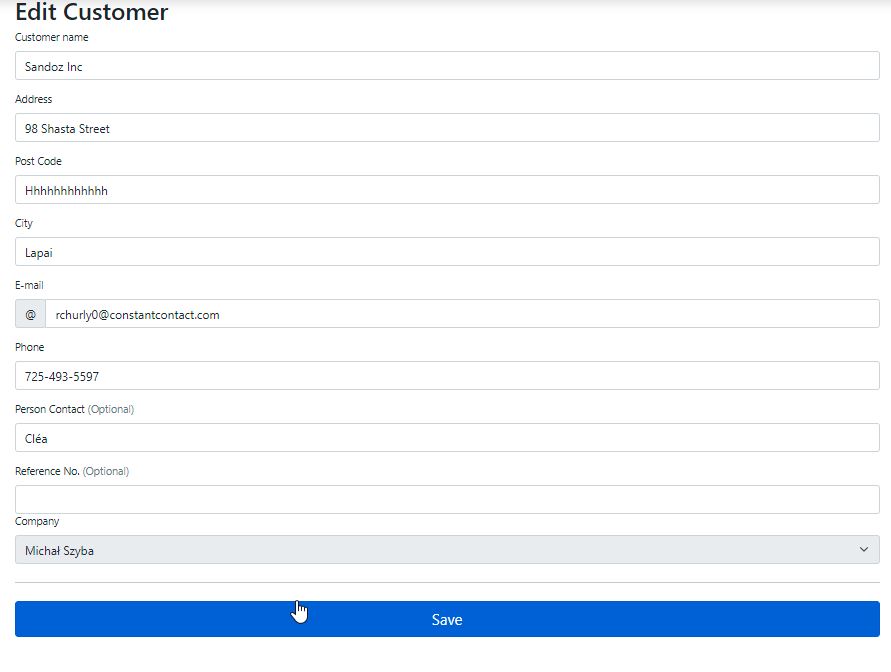 Edit Customer
Customer name
Sandoz Inc
Address
98 Shasta Street
Post Code
Hhhhhhhhhhhh
City
Lapai
E-mail
@ rchurly0@constantcontact.com
Phone
725-493-5597
Person Contact (Optional)
Cléa
Reference No. (Optional)
Company
Michał Szyba
Save